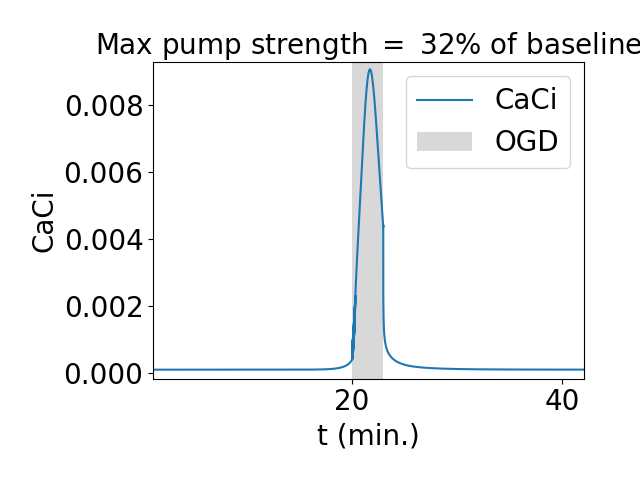 Max pump strength = 32% of baseline
CaCi
OGD
0.008
0.006
0.004
0.002
0.000
CaCi
20
40
t (min.)